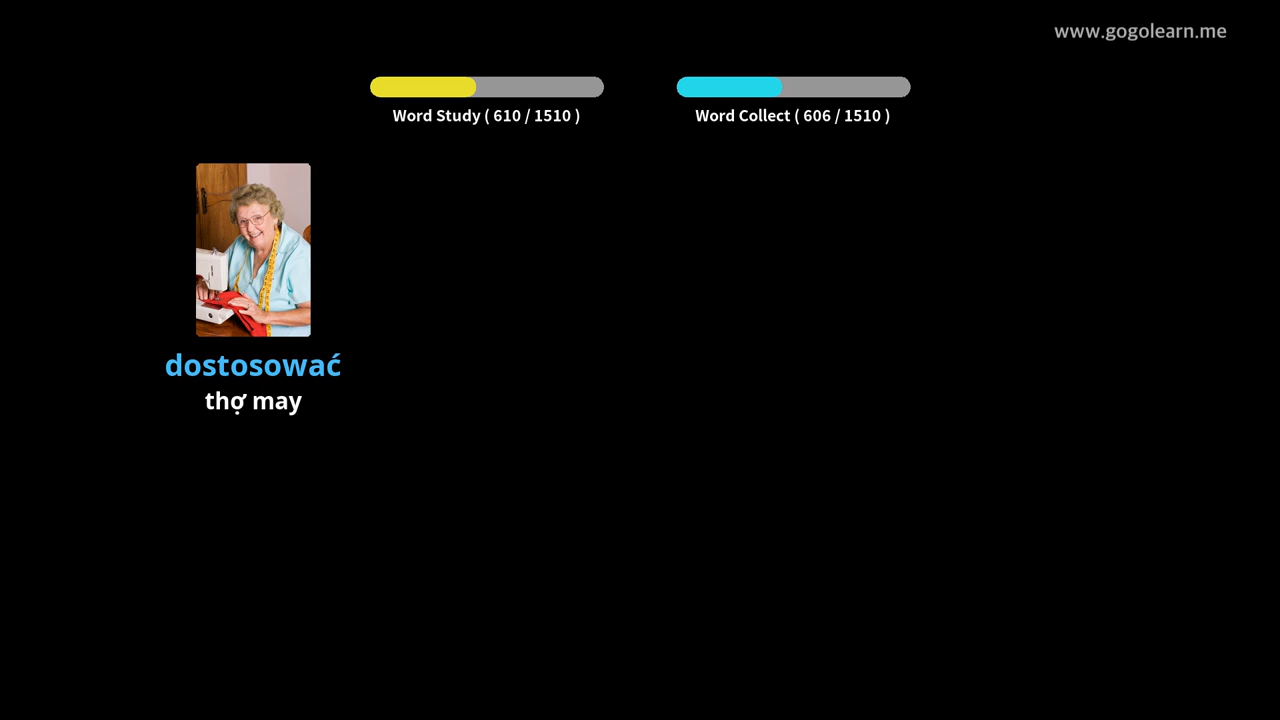 www.gogolearn.me
Word Study ( 610 / 1510 )
Word Collect ( 606 / 1510 )
dostosować
thợ may